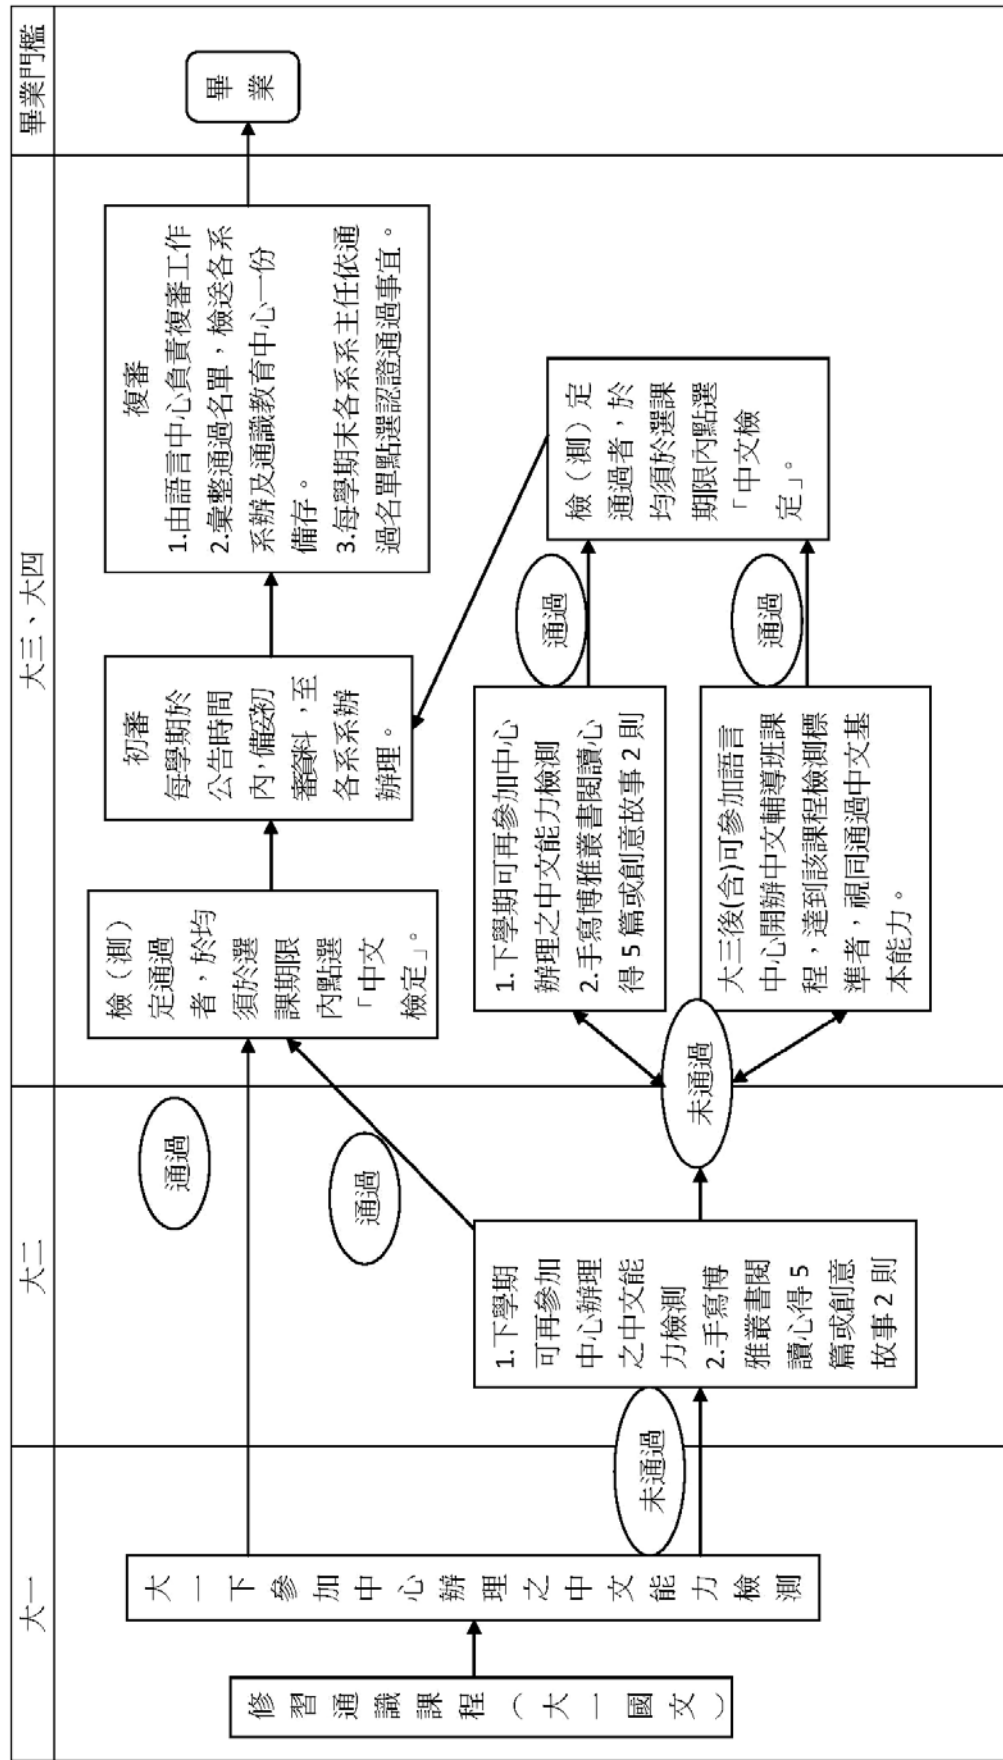 大一
大二
大三、大四
畢業門檻
修習通識課程（大一國文）
大一下參加中心辦理之中文能力檢測
未通過
通過
1.下學期
可再參加
中心辦理
之中文能
力檢測
2.手寫博
雅叢書閱
讀心得 5
篇或創意
故事 2 則
通過
未通過
檢（測）
定通過
者，於均
須於選
課期限
內點選
「中文
檢定」。
1.下學期可再參加中心
辦理之中文能力檢測
2.手寫博雅叢書閱讀心
得 5 篇或創意故事 2 則
大三後(含)可參加語言
中心開辦中文輔導班課
程，達到該課程檢測標
準者，視同通過中文基
本能力。
通過
通過
檢（測）定
通過者，於
均須於選課
期限內點選
「中文檢
定」。
初審
每學期於
公告時間
內，備妥初
審資料，至
各系系辦
辦理。
複審
1.由語言中心負責複審工作
2.彙整通過名單，檢送各系
系辦及通識教育中心一份
備存。
3.每學期末各系系主任依通
過名單點選認證通過事宜。
畢
業